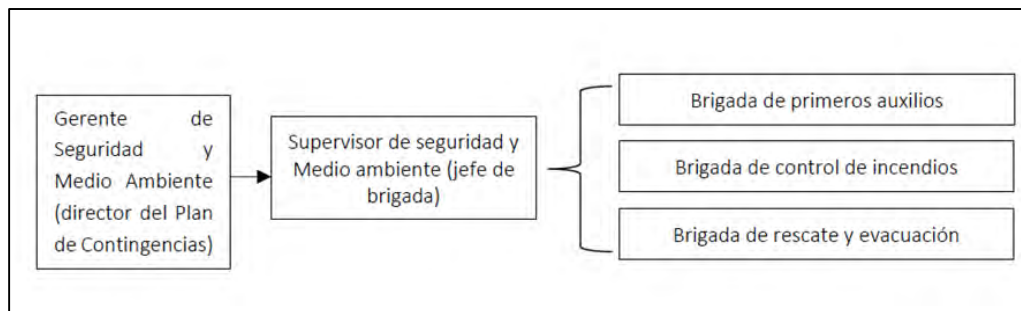 Gerente de
Seguridad y
Medio Ambiente
(director del Plan
de Contingencias)
Supervisor de seguridad y
Medio ambiente (jefe de
brigada)
Brigada de primeros auxilios
Brigada de control de incendios
Brigada de rescate y evacuación